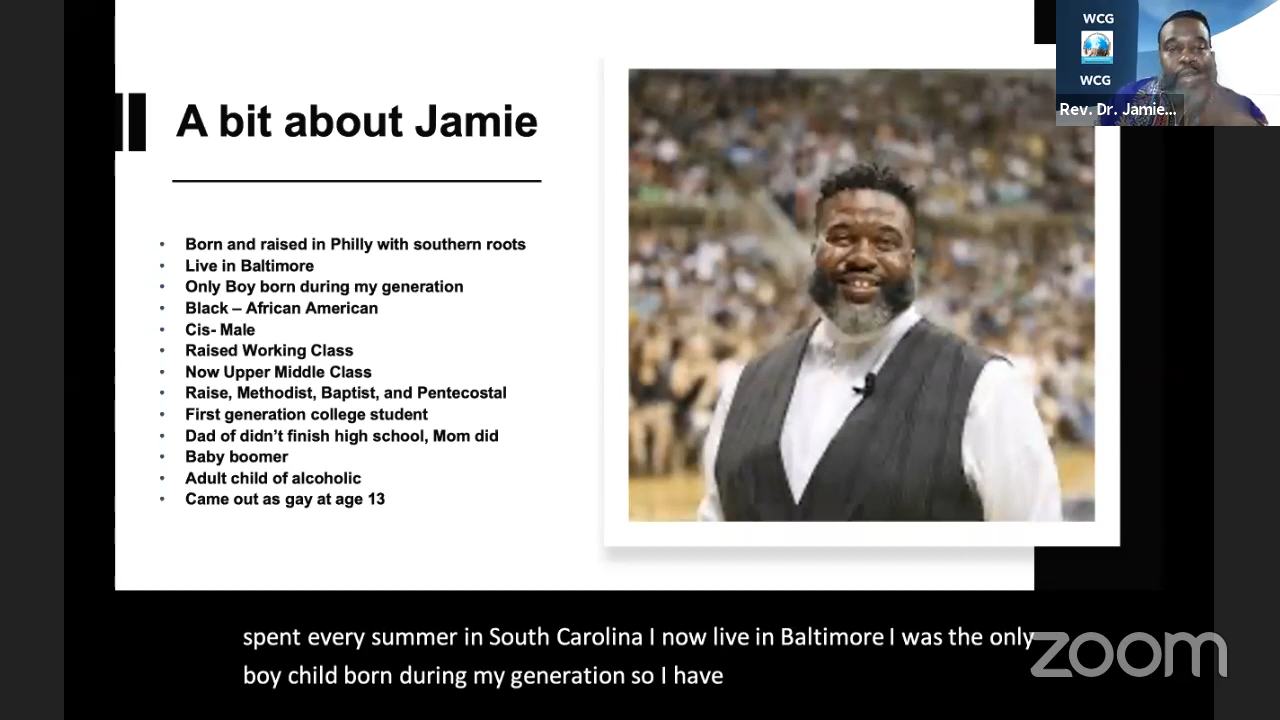 WCG
WCG
Rev. Dr. Jamie...
A bit about Jamie
• Born and raised in Philly with southern roots
• Live in Baltimore
• Only Boy born during my generation
• Black – African American
• Cis- Male
• Raised Working Class
• Now Upper Middle Class
• Raise, Methodist, Baptist, and Pentecostal
• First generation college student
• Dad of didn’t finish high school, Mom did
• Baby boomer
• Adult child of alcoholic
• Came out as gay at age 13
spent every summer in South Carolina I now live in Baltimore I was the only
boy child born during my generation so I have
zoom